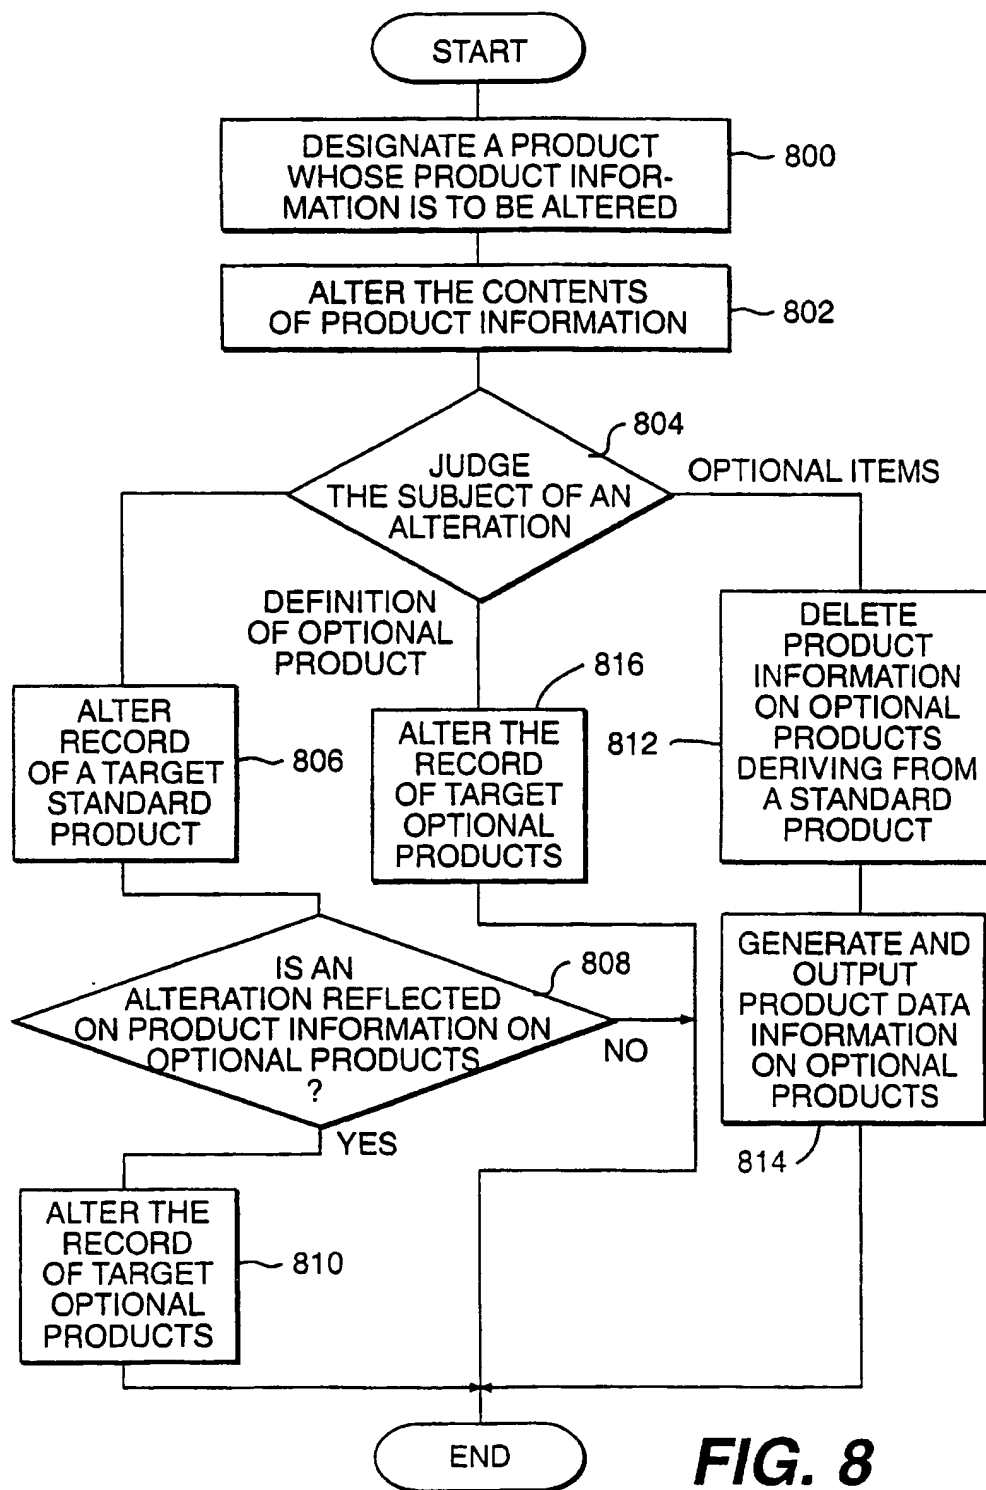 START
DESIGNATE A PRODUCT
WHOSE PRODUCT INFOR-
MATION IS TO BE ALTERED
800
ALTER THE CONTENTS
OF PRODUCT INFORMATION
802
JUDGE
THE SUBJECT OF AN
ALTERATION
804
OPTIONAL ITEMS
DEFINITION
OF OPTIONAL
PRODUCT
ALTER
RECORD
OF A TARGET
STANDARD
PRODUCT
806
816
ALTER THE
RECORD
OF TARGET
OPTIONAL
PRODUCTS
812
DELETE
PRODUCT
INFORMATION
ON OPTIONAL
PRODUCTS
DERIVING FROM
A STANDARD
PRODUCT
IS AN
ALTERATION REFLECTED
ON PRODUCT INFORMATION ON
OPTIONAL PRODUCTS
?
808
NO
YES
GENERATE AND
OUTPUT
PRODUCT DATA
INFORMATION
ON OPTIONAL
PRODUCTS
814
ALTER THE
RECORD
OF TARGET
OPTIONAL
PRODUCTS
810
END
FIG. 8